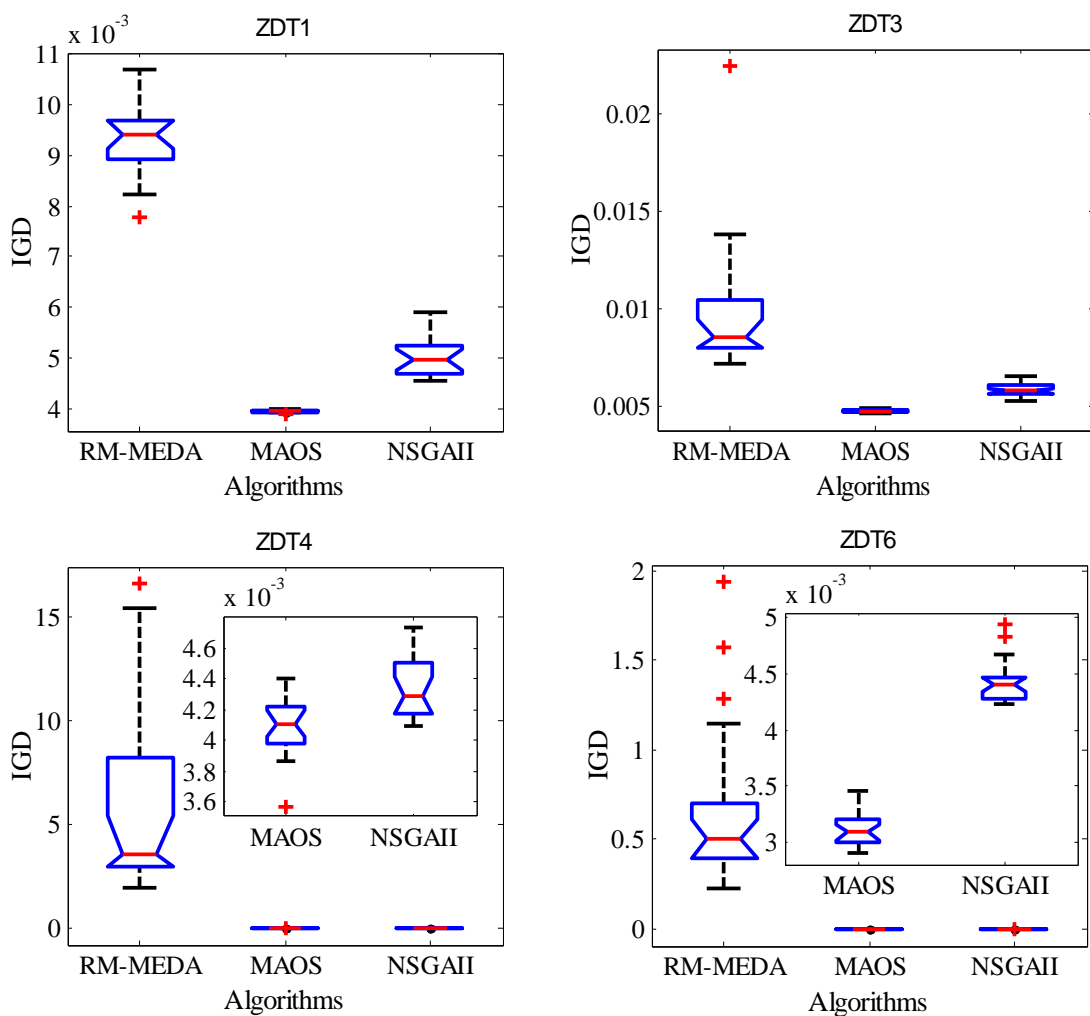 ZDT1
x 10-3
11
10
9
8
7
6
5
4
IGD
RM-MEDA MAOS NSGAII
Algorithms
ZDT3
0.02
0.015
0.01
0.005
IGD
RM-MEDA MAOS NSGAII
Algorithms
ZDT4
15
10
5
0
IGD
x 10-3
4.6
4.4
4.2
4
3.8
3.6
MAOS NSGAII
RM-MEDA MAOS NSGAII
Algorithms
ZDT6
2
1.5
1
0.5
0
IGD
x 10-3
5
4.5
4
3.5
3
MAOS NSGAII
RM-MEDA MAOS NSGAII
Algorithms